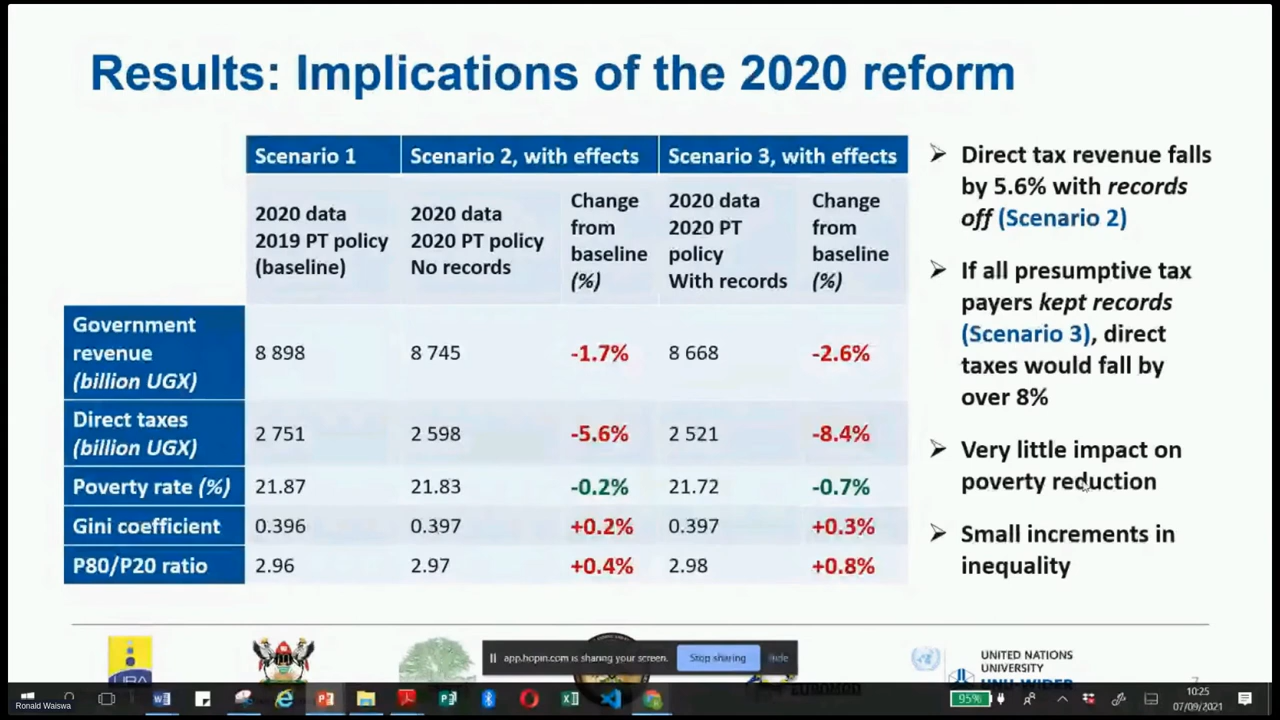 Results: Implications of the 2020 reform
Scenario 1
Scenario 2, with effects
Scenario 3, with effects
2020 data
2019 PT policy
(baseline)
2020 data
2020 PT policy
No records
Change
from
baseline
(%)
2020 data
2020 PT
policy
With records
Change
from
baseline
(%)
Government
revenue
(billion UGX)
8 898
8 745
-1.7%
8 668
-2.6%
Direct taxes
(billion UGX)
2 751
2 598
-5.6%
2 521
-8.4%
Poverty rate (%)
21.87
21.83
-0.2%
21.72
-0.7%
Gini coefficient
0.396
0.397
+0.2%
0.397
+0.3%
P80/P20 ratio
2.96
2.97
+0.4%
2.98
+0.8%
Direct tax revenue falls
by 5.6% with records
off (Scenario 2)
If all presumptive tax
payers kept records
(Scenario 3), direct
taxes would fall by
over 8%
Very little impact on
poverty reduction
Small increments in
inequality
app.hopin.com is sharing your screen.
Stop sharing
Hide
UNITED NATIONS
UNIVERSITY
UNU-WIDER
7
95%
10:25
07/09/2021
Ronald Waiswa